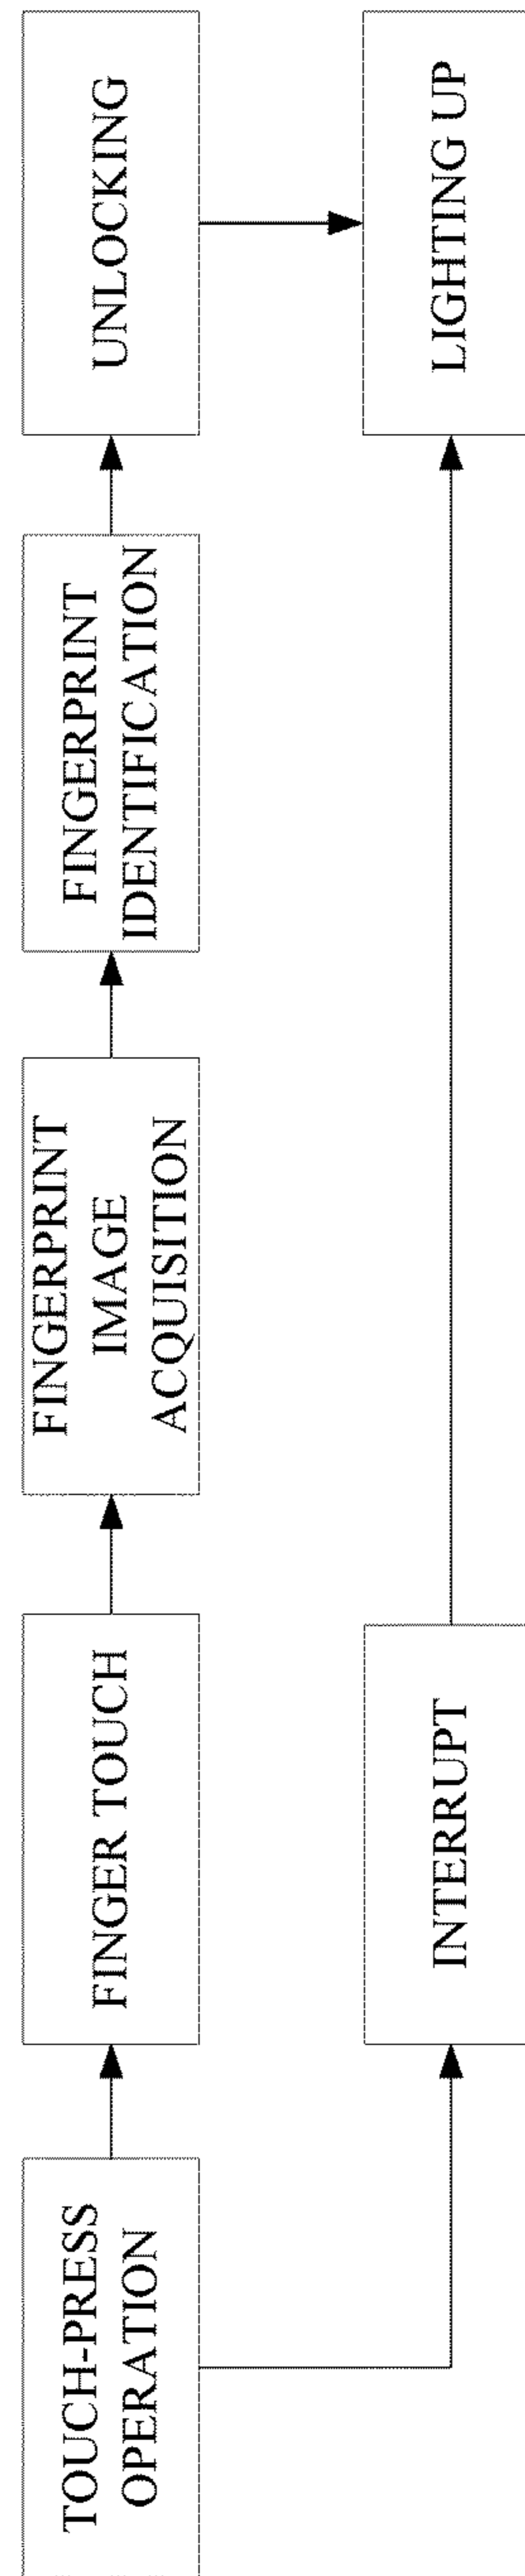 TOUCH-PRESS
OPERATION
FINGER TOUCH
FINGERPRINT
IMAGE
ACQUISITION
FINGERPRINT
IDENTIFICATION
UNLOCKING
INTERRUPT
LIGHTING UP